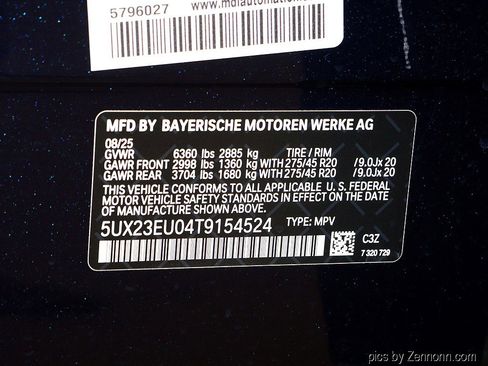 www.mdiautomation
5796027
MFD BY BAYERISCHE MOTOREN WERKE AG
08/25
GVWR 6360 lbs 2885 kg TIRE / RIM
GAWR FRONT 2998 lbs 1360 kg WITH 275/45 R20 / 9.0Jx 20
GAWR REAR 3704 lbs 1680 kg WITH 275/45 R20 / 9.0Jx 20
THIS VEHICLE CONFORMS TO ALL APPLICABLE U. S. FEDERAL
MOTOR VEHICLE SAFETY STANDARDS IN EFFECT ON THE
DATE OF MANUFACTURE SHOWN ABOVE.
5UX23EU04T9154524 TYPE: MPV
C3Z
7 320 729
pics by Zennonn.com